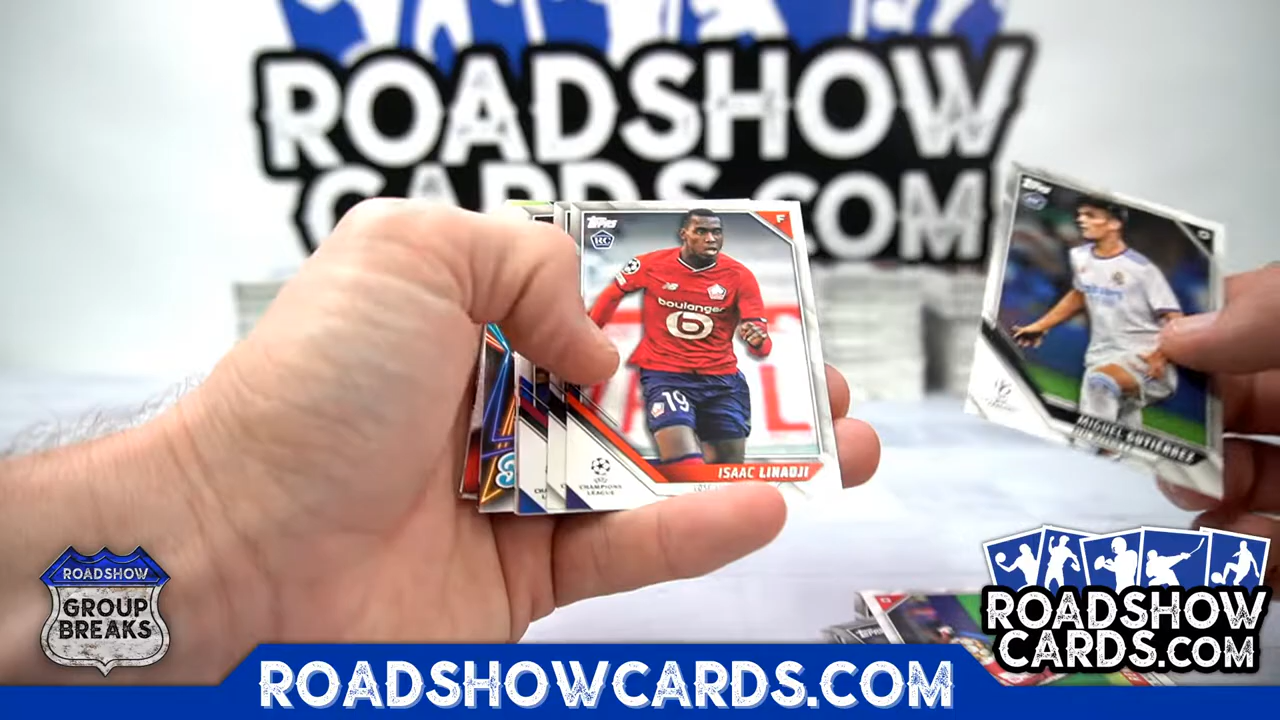 ROADSHOW
CARDS.COM
TOPPS
RC
F
boulanger
19
ISAAC LIHADJI
CHAMPIONS
LEAGUE
TOPPS
RC
D
MIGUEL GUTIERREZ
ROADSHOW
GROUP
BREAKS
ROADSHOW
CARDS.COM
ROADSHOWCARDS.COM